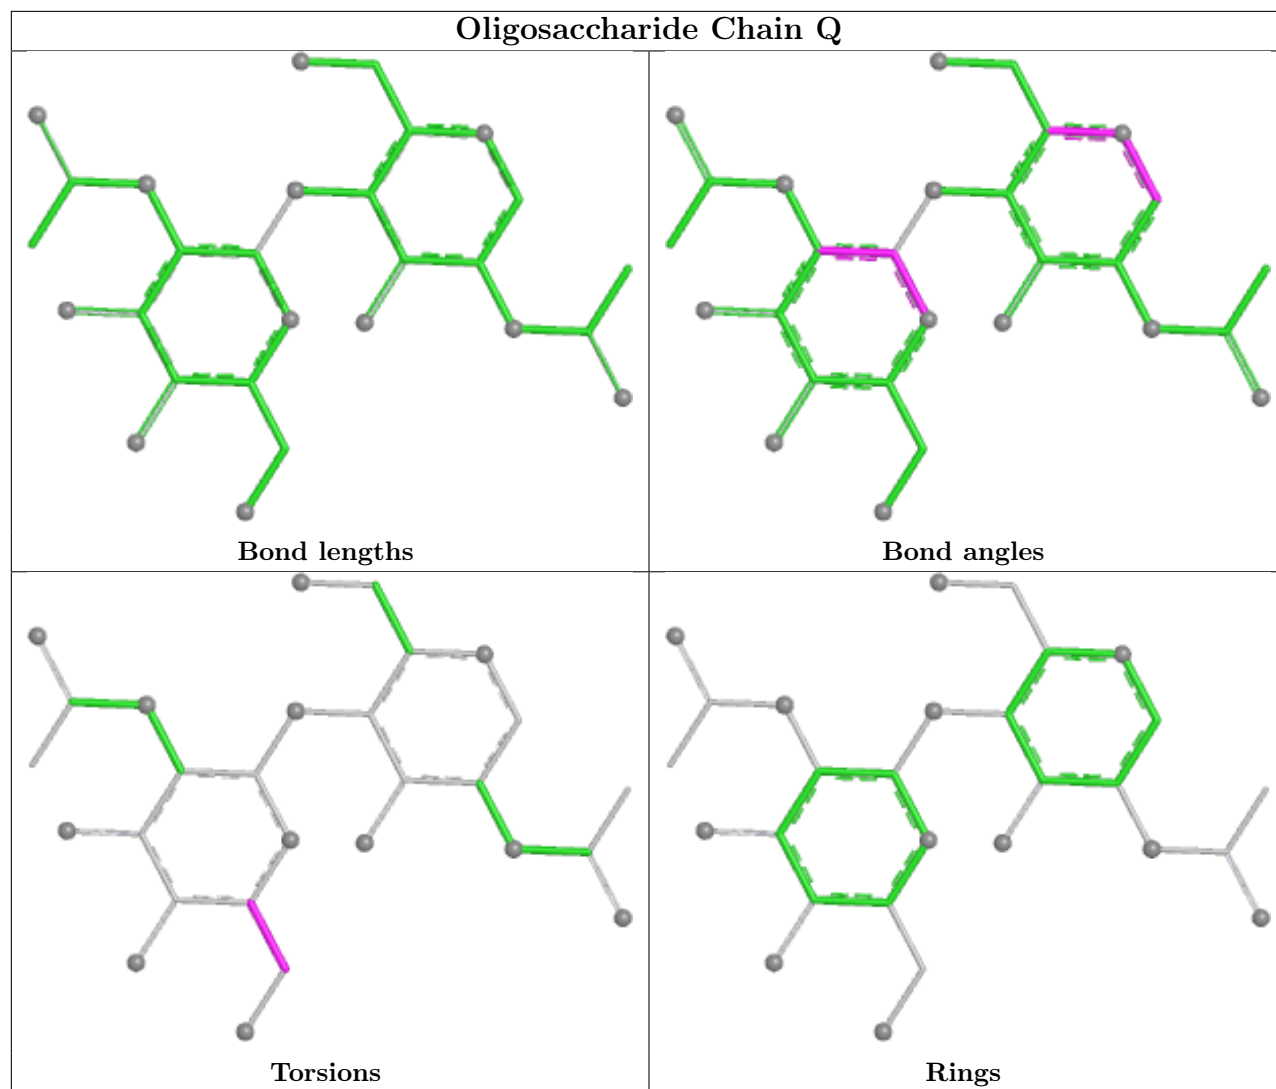 Oligosaccharide Chain Q
Bond lengths
Bond angles
Torsions
Rings